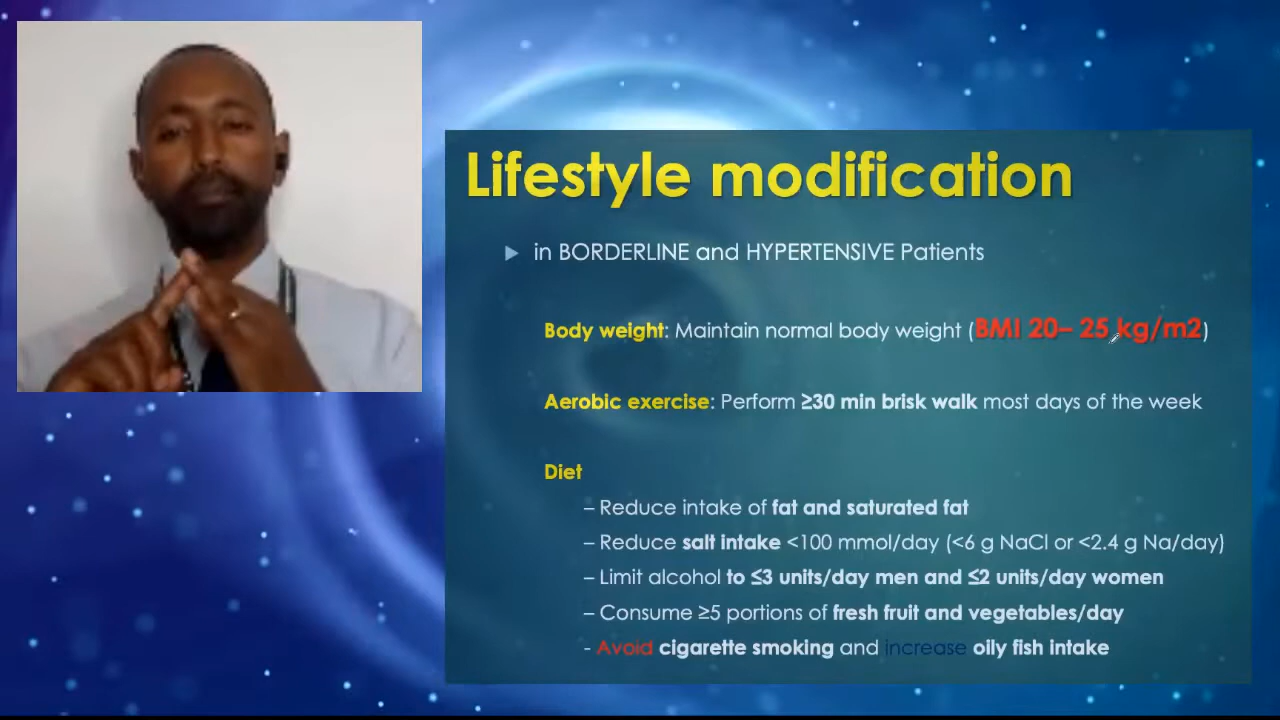 Lifestyle modification
in BORDERLINE and HYPERTENSIVE Patients
Body weight: Maintain normal body weight (BMI 20– 25 kg/m2)
Aerobic exercise: Perform ≥30 min brisk walk most days of the week
Diet
– Reduce intake of fat and saturated fat
– Reduce salt intake <100 mmol/day (<6 g NaCl or <2.4 g Na/day)
– Limit alcohol to ≤3 units/day men and ≤2 units/day women
– Consume ≥5 portions of fresh fruit and vegetables/day
- Avoid cigarette smoking and increase oily fish intake